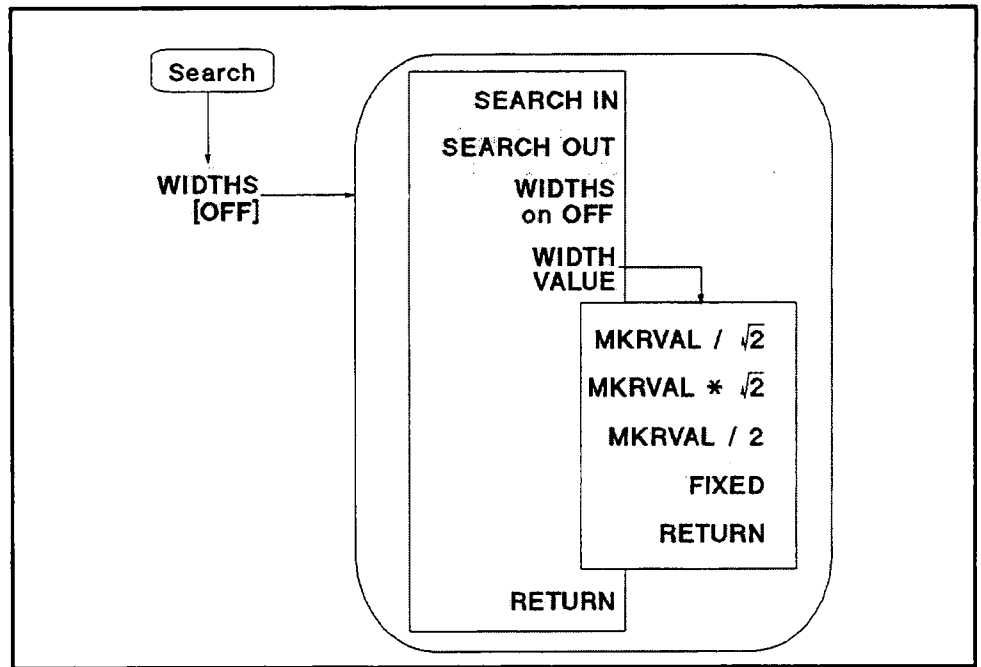 Search
WIDTHS
[OFF]
SEARCH IN
SEARCH OUT
WIDTHS
on OFF
WIDTH
VALUE
MKRVAL / √2
MKRVAL * √2
MKRVAL / 2
FIXED
RETURN
RETURN